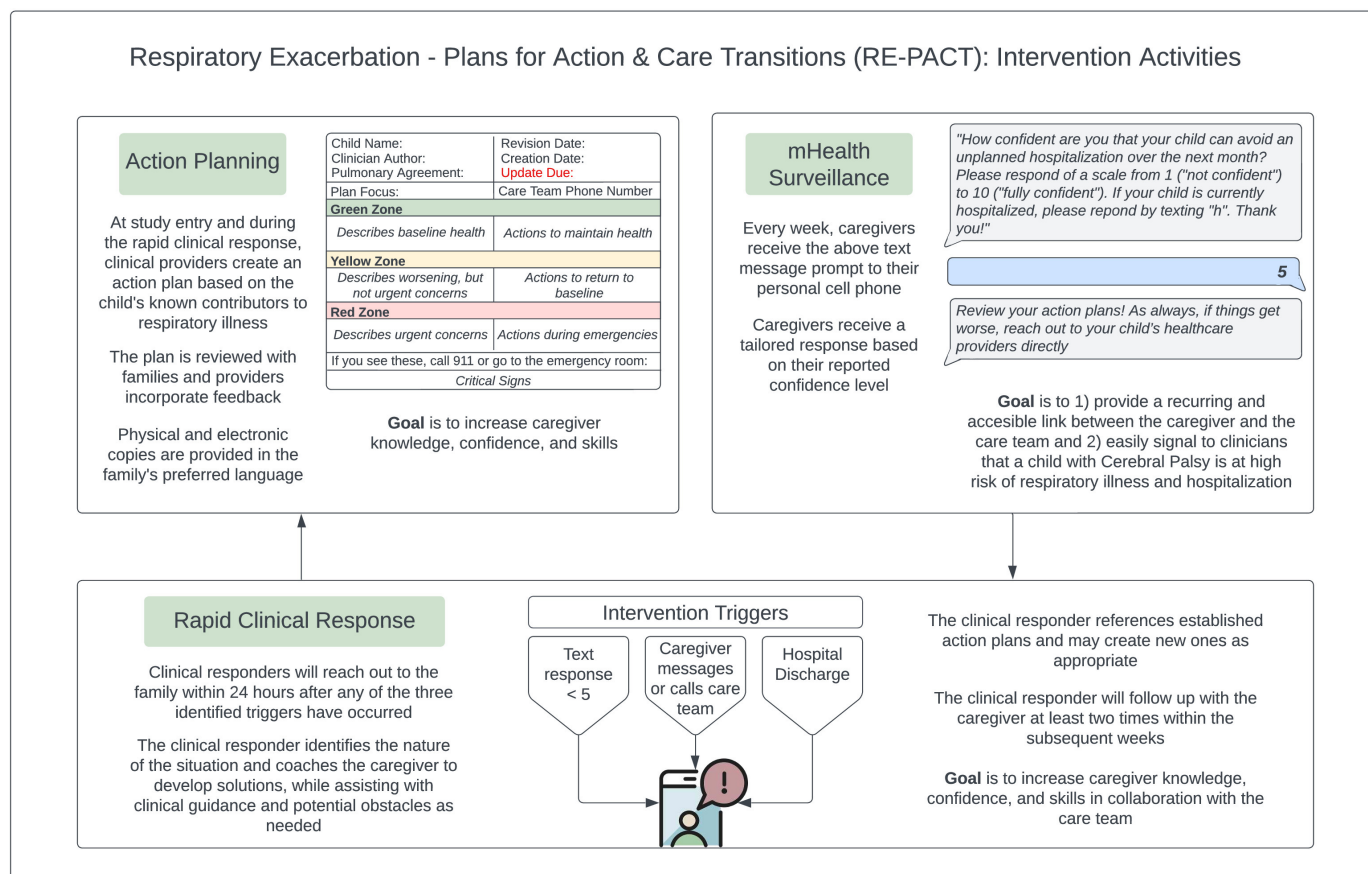 Respiratory Exacerbation - Plans for Action & Care Transitions (RE-PACT): Intervention Activities
Action Planning
At study entry and during
the rapid clinical response,
clinical providers create an
action plan based on the
child's known contributors to
respiratory illness
The plan is reviewed with
families and providers
incorporate feedback
Physical and electronic
copies are provided in the
family's preferred language
Child Name:
Clinician Author:
Pulmonary Agreement:
Revision Date:
Creation Date:
Update Due:
Plan Focus:
Care Team Phone Number
Green Zone
Describes baseline health
Actions to maintain health
Yellow Zone
Describes worsening, but
not urgent concerns
Actions to return to
baseline
Red Zone
Describes urgent concerns
Actions during emergencies
If you see these, call 911 or go to the emergency room:
Critical Signs
Goal is to increase caregiver
knowledge, confidence, and skills
mHealth
Surveillance
Every week, caregivers
receive the above text
message prompt to their
personal cell phone
Caregivers receive a
tailored response based
on their reported
confidence level
"How confident are you that your child can avoid an
unplanned hospitalization over the next month?
Please respond of a scale from 1 ("not confident")
to 10 ("fully confident"). If your child is currently
hospitalized, please repond by texting "h". Thank
you!"
5
Review your action plans! As always, if things get
worse, reach out to your child's healthcare
providers directly
Goal is to 1) provide a recurring and
accesible link between the caregiver and the
care team and 2) easily signal to clinicians
that a child with Cerebral Palsy is at high
risk of respiratory illness and hospitalization
Rapid Clinical Response
Clinical responders will reach out to the
family within 24 hours after any of the three
identified triggers have occurred
The clinical responder identifies the nature
of the situation and coaches the caregiver to
develop solutions, while assisting with
clinical guidance and potential obstacles as
needed
Intervention Triggers
Text
response
< 5
Caregiver
messages
or calls care
team
Hospital
Discharge
The clinical responder references established
action plans and may create new ones as
appropriate
The clinical responder will follow up with the
caregiver at least two times within the
subsequent weeks
Goal is to increase caregiver knowledge,
confidence, and skills in collaboration with the
care team